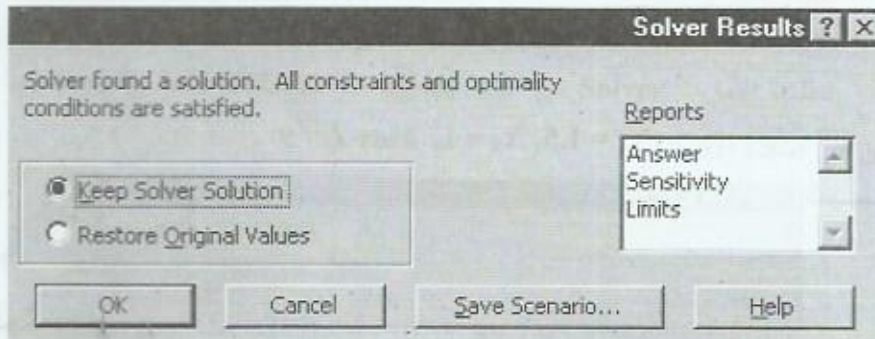 Solver Results ? ×
Solver found a solution. All constraints and optimality
conditions are satisfied.
Reports
Answer
Sensitivity
Limits
Keep Solver Solution
Restore Original Values
OK Cancel Save Scenario... Help